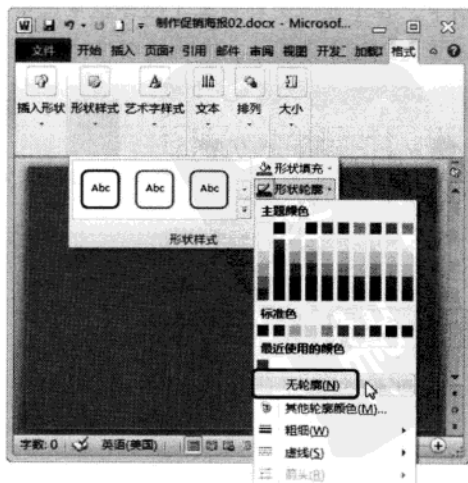 制作促销海报02.docx - Microsof...
文件 开始 插入 页面 引用 邮件 审阅 视图 开发 加载 格式
插入形状 形状样式 艺术字样式 文本 排列 大小
形状填充
Abc Abc Abc
形状轮廓
主题颜色
形状样式
标准色
最近使用的颜色
无轮廓(N)
其他轮廓颜色(M)...
粗细(W)
字数: 0 英语(美国)
虚线(S)
箭头(R)